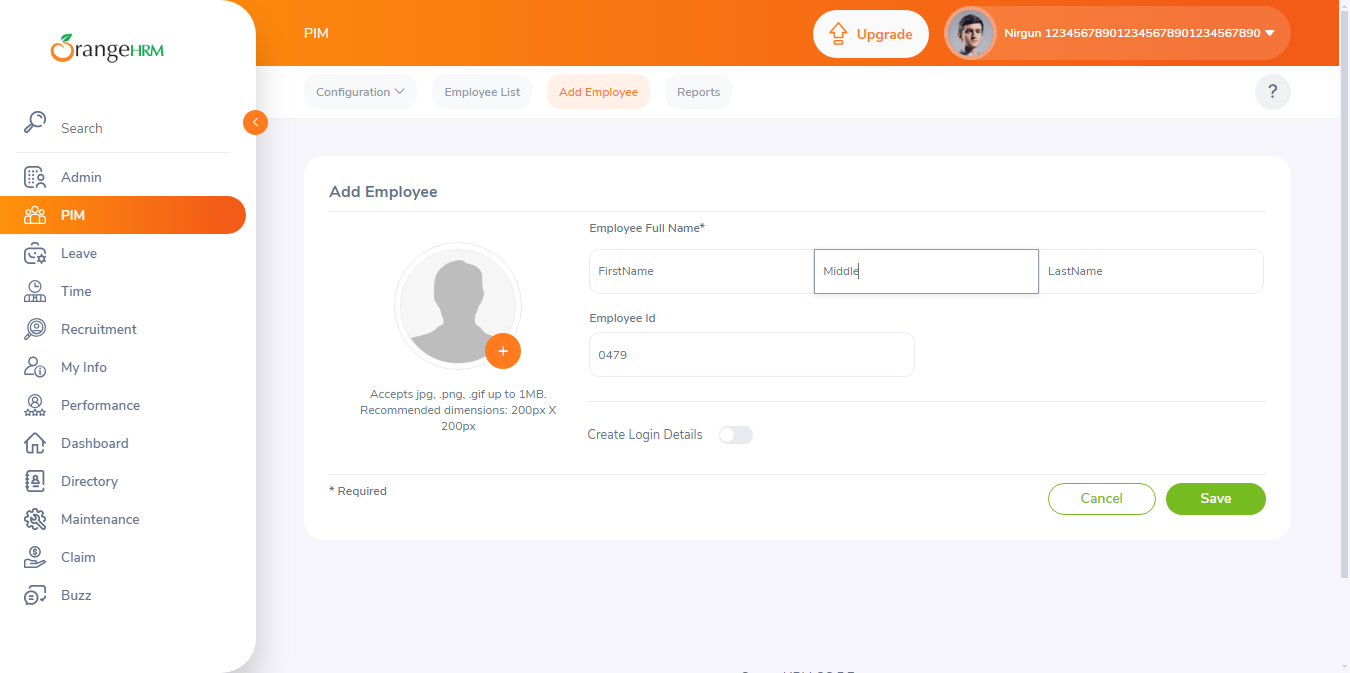 OrangeHRM
PIM
Upgrade
Nirgun 123456789012345678901234567890
Configuration
Employee List
Add Employee
Reports
?
Search
Admin
PIM
Leave
Time
Recruitment
My Info
Performance
Dashboard
Directory
Maintenance
Claim
Buzz
Add Employee
Employee Full Name*
FirstName
Middle
LastName
Employee Id
0479
+
Accepts jpg, .png, .gif up to 1MB.
Recommended dimensions: 200px X
200px
Create Login Details
* Required
Cancel
Save